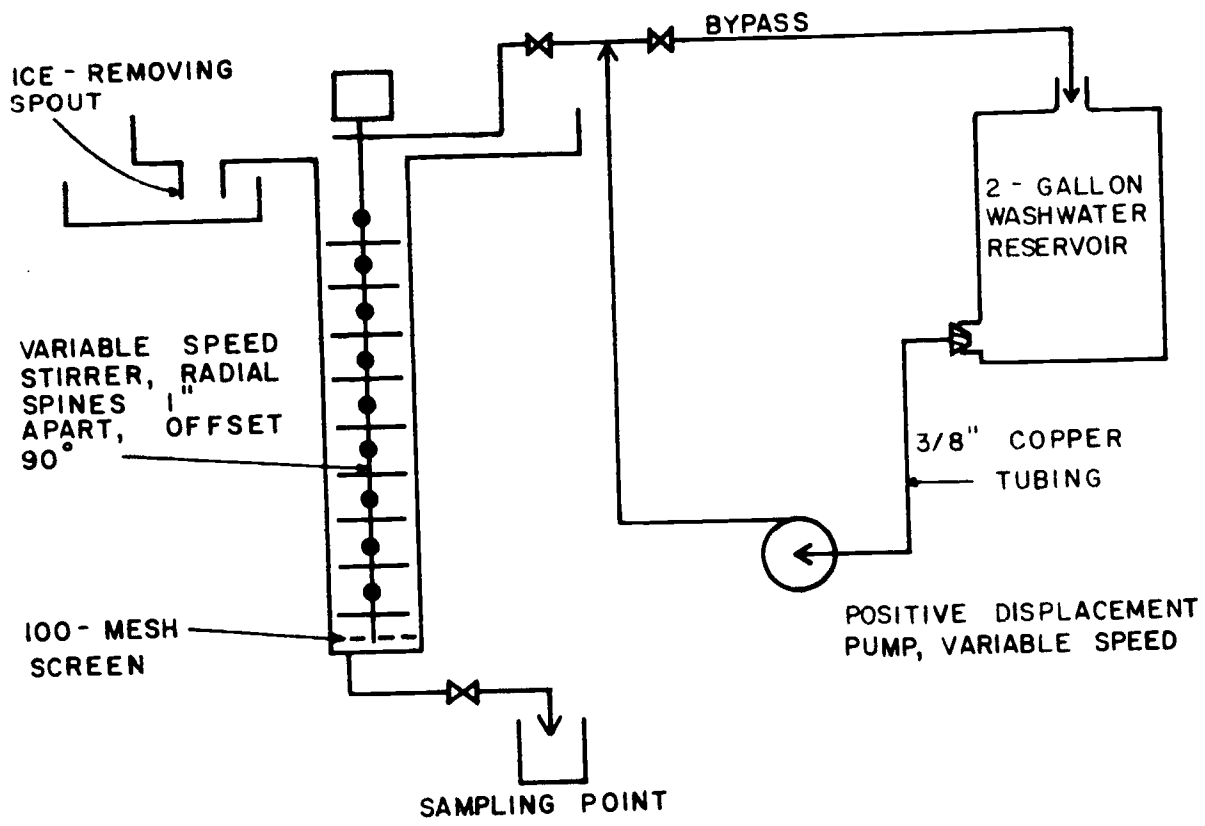 BYPASS
ICE - REMOVING
SPOUT
2 - GALLON
WASHWATER
RESERVOIR
VARIABLE SPEED
STIRRER, RADIAL
SPINES 1"
APART, OFFSET
90°
3/8" COPPER
TUBING
100 - MESH
SCREEN
POSITIVE DISPLACEMENT
PUMP, VARIABLE SPEED
SAMPLING POINT